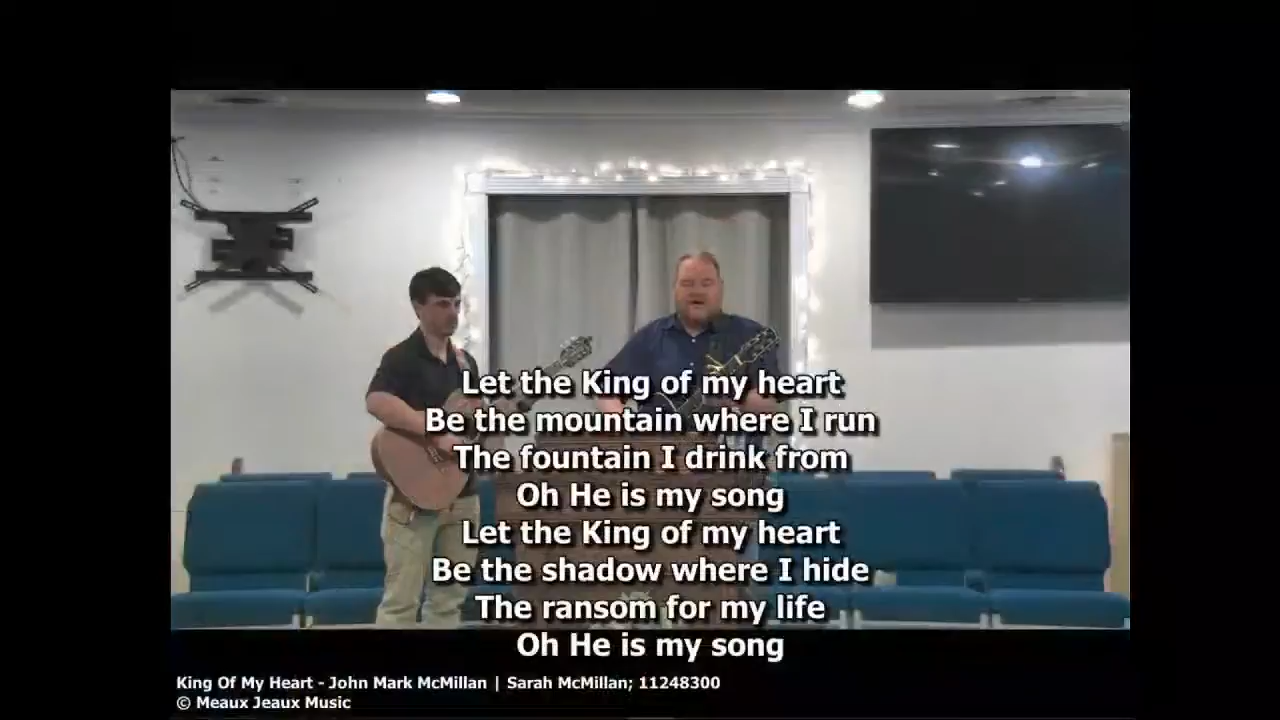 Let the King of my heart
Be the mountain where I run
The fountain I drink from
Oh He is my song
Let the King of my heart
Be the shadow where I hide
The ransom for my life
Oh He is my song
King Of My Heart - John Mark McMillan | Sarah McMillan; 11248300
© Meaux Jeaux Music